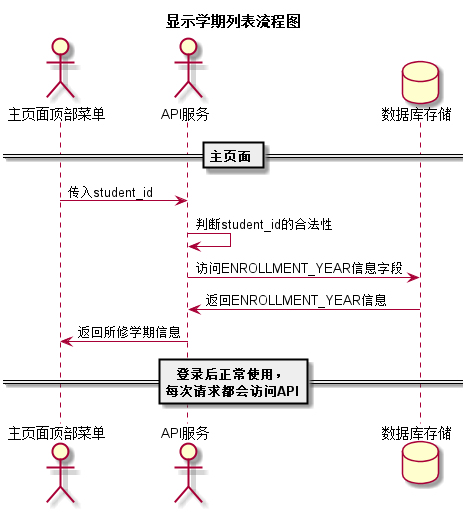 显示学期列表流程图
主页面顶部菜单 API服务 数据库存储
主页面
传入student_id
判断student_id的合法性
访问ENROLLMENT_YEAR信息字段
返回ENROLLMENT_YEAR信息
返回所修学期信息
登录后正常使用，
每次请求都会访问API
主页面顶部菜单 API服务 数据库存储